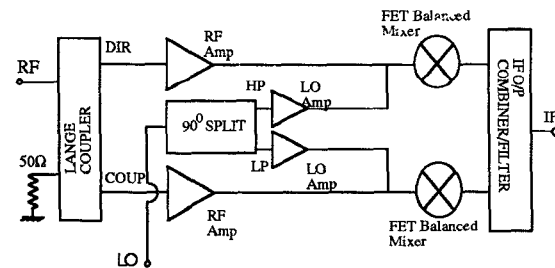 FET Balanced
Mixer
RF
Amp
DIR
RF
LANGE
COUPLER
HP
LO
Amp
90⁰ SPLIT
IF O/P
COMBINER/FILTER
IF
50Ω
LP
LO
Amp
COUP
RF
Amp
FET Balanced
Mixer
LO